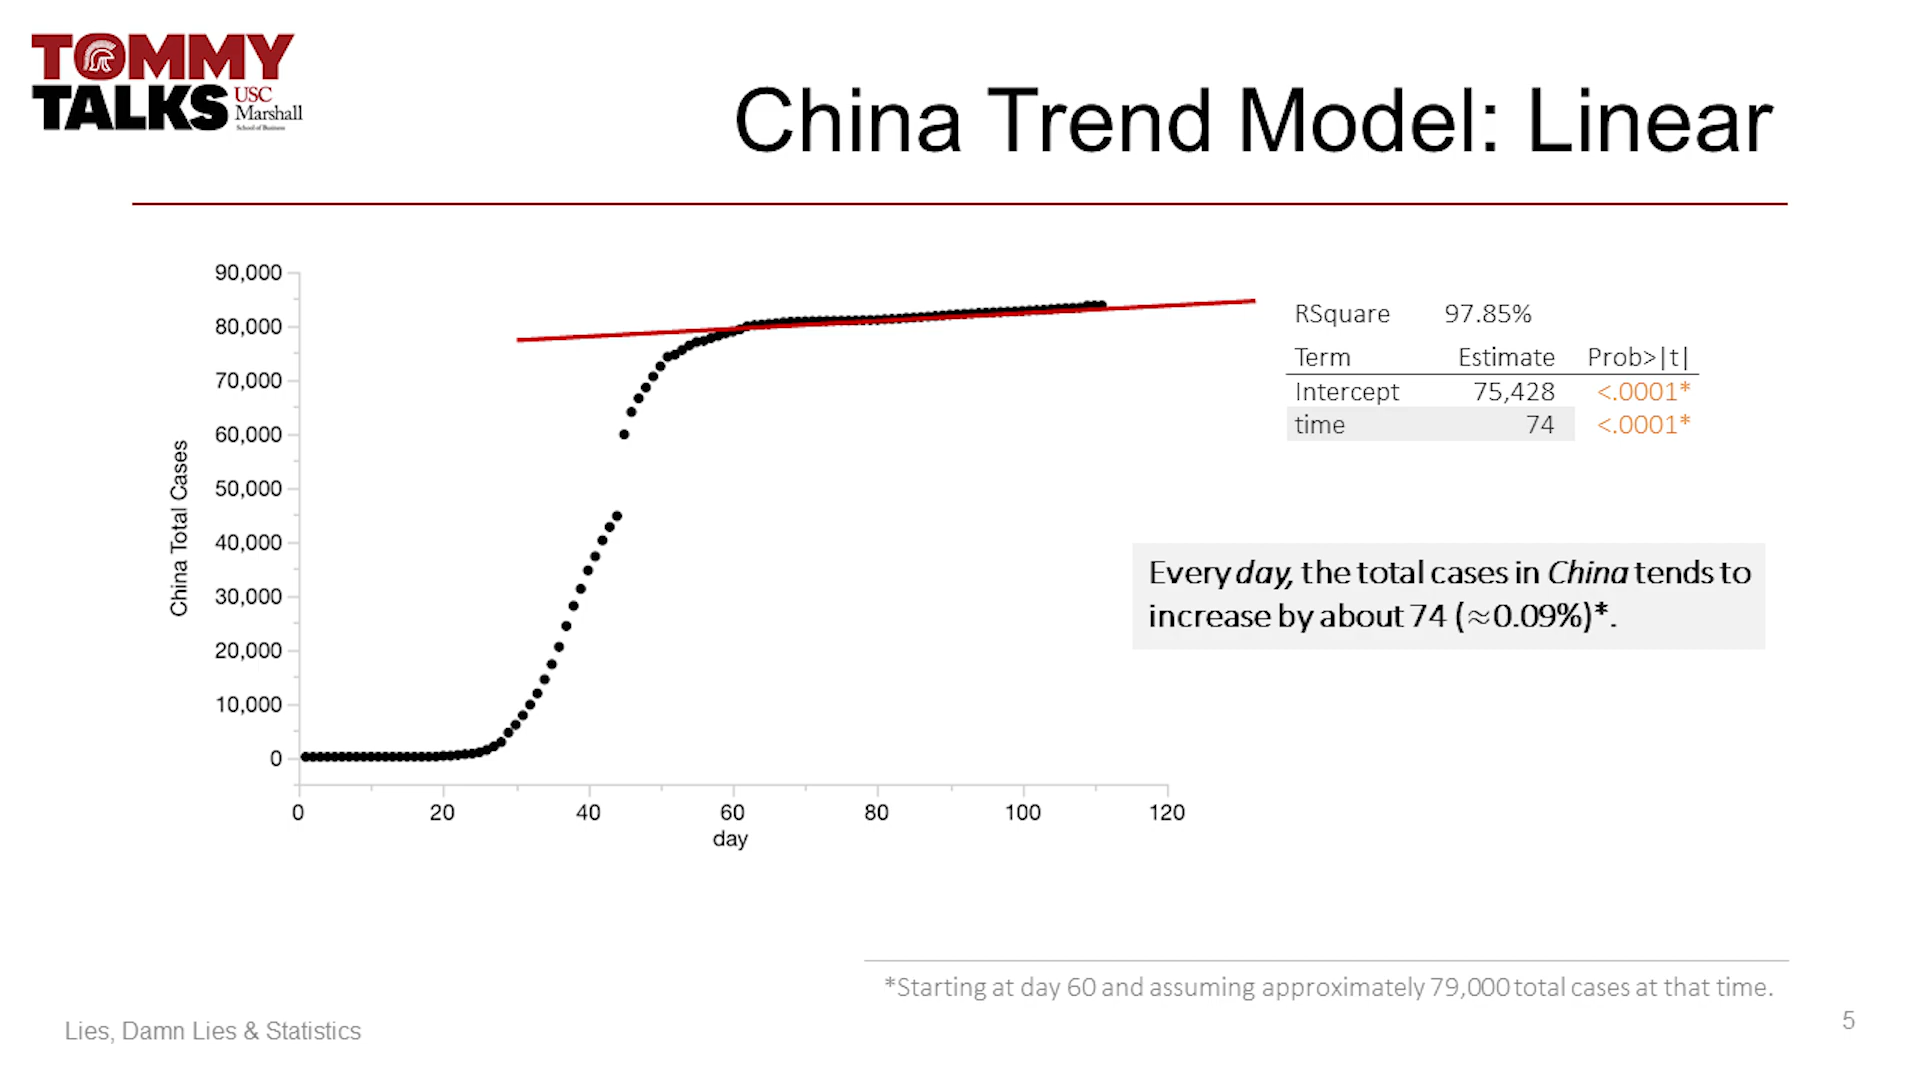 TOMMY
TALKS
USC
Marshall
School of Business
China Trend Model: Linear
90,000
80,000
70,000
60,000
50,000
40,000
30,000
20,000
10,000
0
China Total Cases
0 20 40 60 80 100 120
day
RSquare 97.85%
Term Estimate Prob>|t|
Intercept 75,428 <.0001*
time 74 <.0001*
Every day, the total cases in China tends to
increase by about 74 (≈0.09%)*.
*Starting at day 60 and assuming approximately 79,000 total cases at that time.
Lies, Damn Lies & Statistics
5